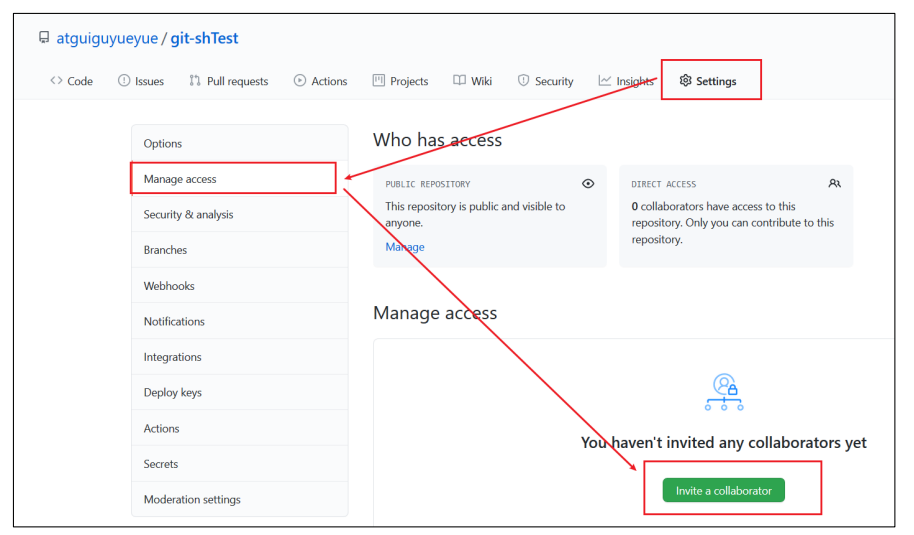 atguiguyueyue / git-shTest
Code Issues Pull requests Actions Projects Wiki Security Insights Settings
Options
Manage access
Security & analysis
Branches
Webhooks
Notifications
Integrations
Deploy keys
Actions
Secrets
Moderation settings
Who has access
PUBLIC REPOSITORY
This repository is public and visible to
anyone.
Manage
DIRECT ACCESS
0 collaborators have access to this
repository. Only you can contribute to this
repository.
Manage access
You haven't invited any collaborators yet
Invite a collaborator